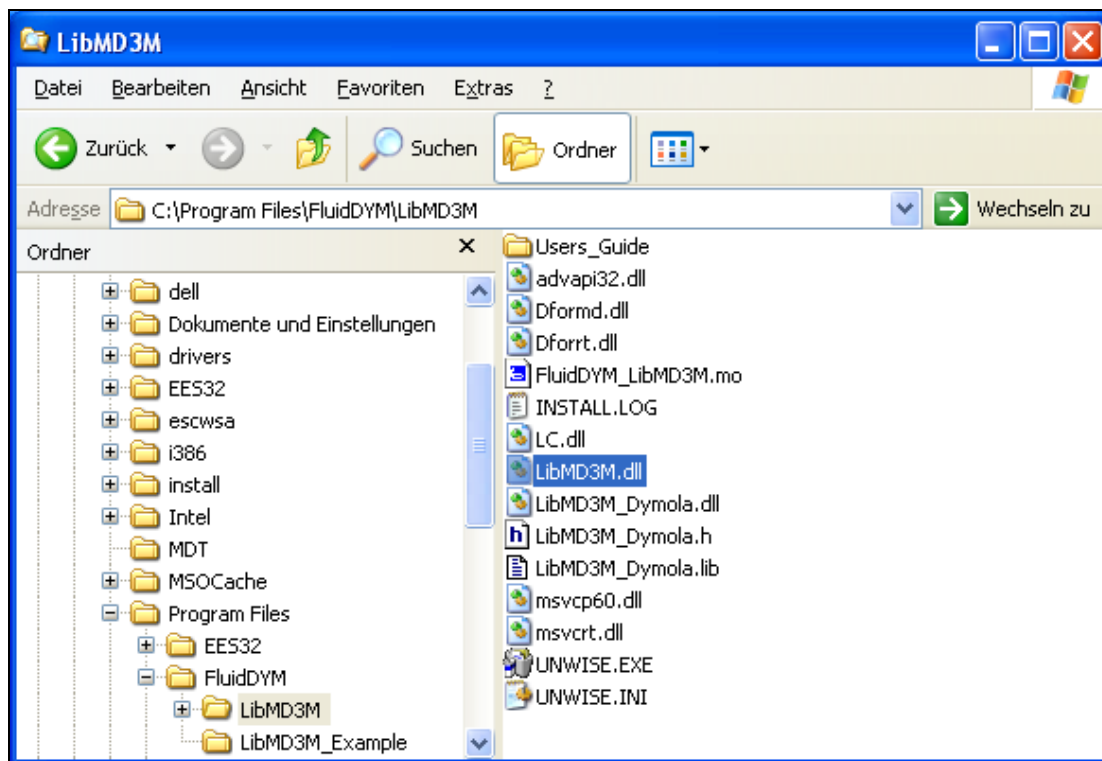 LibMD3M
Datei Bearbeiten Ansicht Favoriten Extras ?
Zurück Suchen Ordner
Adresse C:\Program Files\FluidDYM\LibMD3M Wechseln zu
Ordner
dell
Dokumente und Einstellungen
drivers
EES32
escwsa
i386
install
Intel
MDT
MSOCache
Program Files
EES32
FluidDYM
LibMD3M
LibMD3M_Example
Users_Guide
advapi32.dll
Dformd.dll
Dforrt.dll
FluidDYM_LibMD3M.mo
INSTALL.LOG
LC.dll
LibMD3M.dll
LibMD3M_Dymola.dll
LibMD3M_Dymola.h
LibMD3M_Dymola.lib
msvcp60.dll
msvcrt.dll
UNWISE.EXE
UNWISE.INI